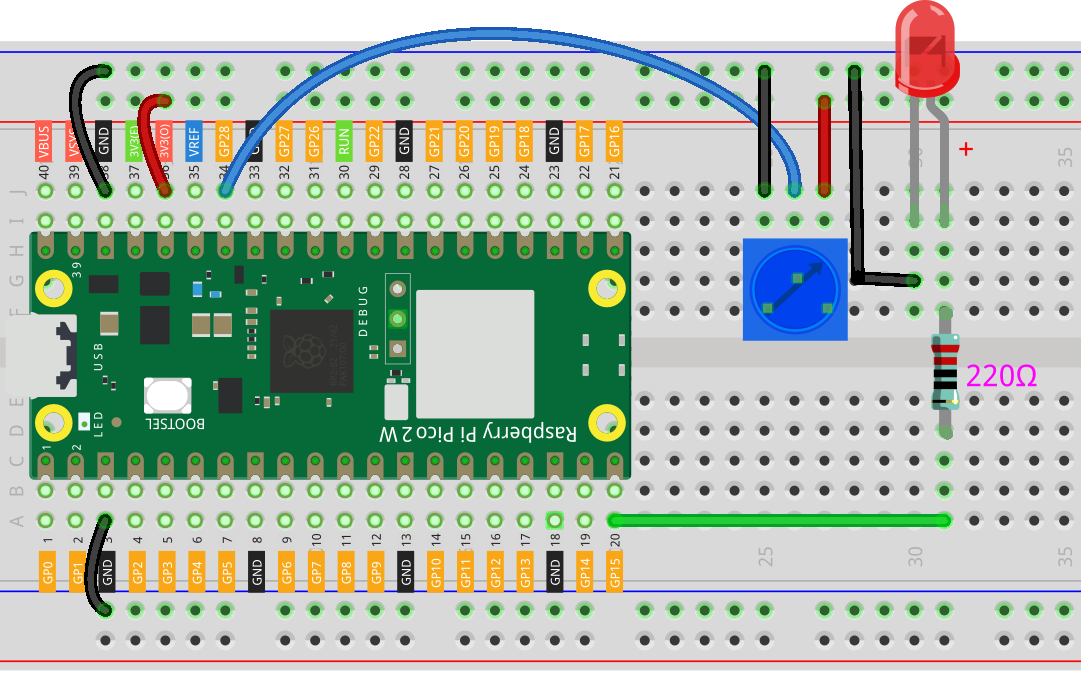 VBUS
VSYS
GND
3V3(E)
3V3(O)
VREF
GP28
GND
GP27
GP26
RUN
GP22
GND
GP21
GP20
GP19
GP18
GND
GP17
GP16
40
39
38
37
36
35
34
33
32
31
30
29
28
27
26
25
24
23
22
21
30
+
35
J
I
H
G
F
39
DEBUG
USB
BOOTSEL
LED
Raspberry Pi Pico 2 W
1
2
220Ω
E
D
C
B
A
1
2
3
4
5
6
7
8
9
10
11
12
13
14
15
16
17
18
19
20
25
30
35
GP0
GP1
GND
GP2
GP3
GP4
GP5
GND
GP6
GP7
GP8
GP9
GND
GP10
GP11
GP12
GP13
GND
GP14
GP15